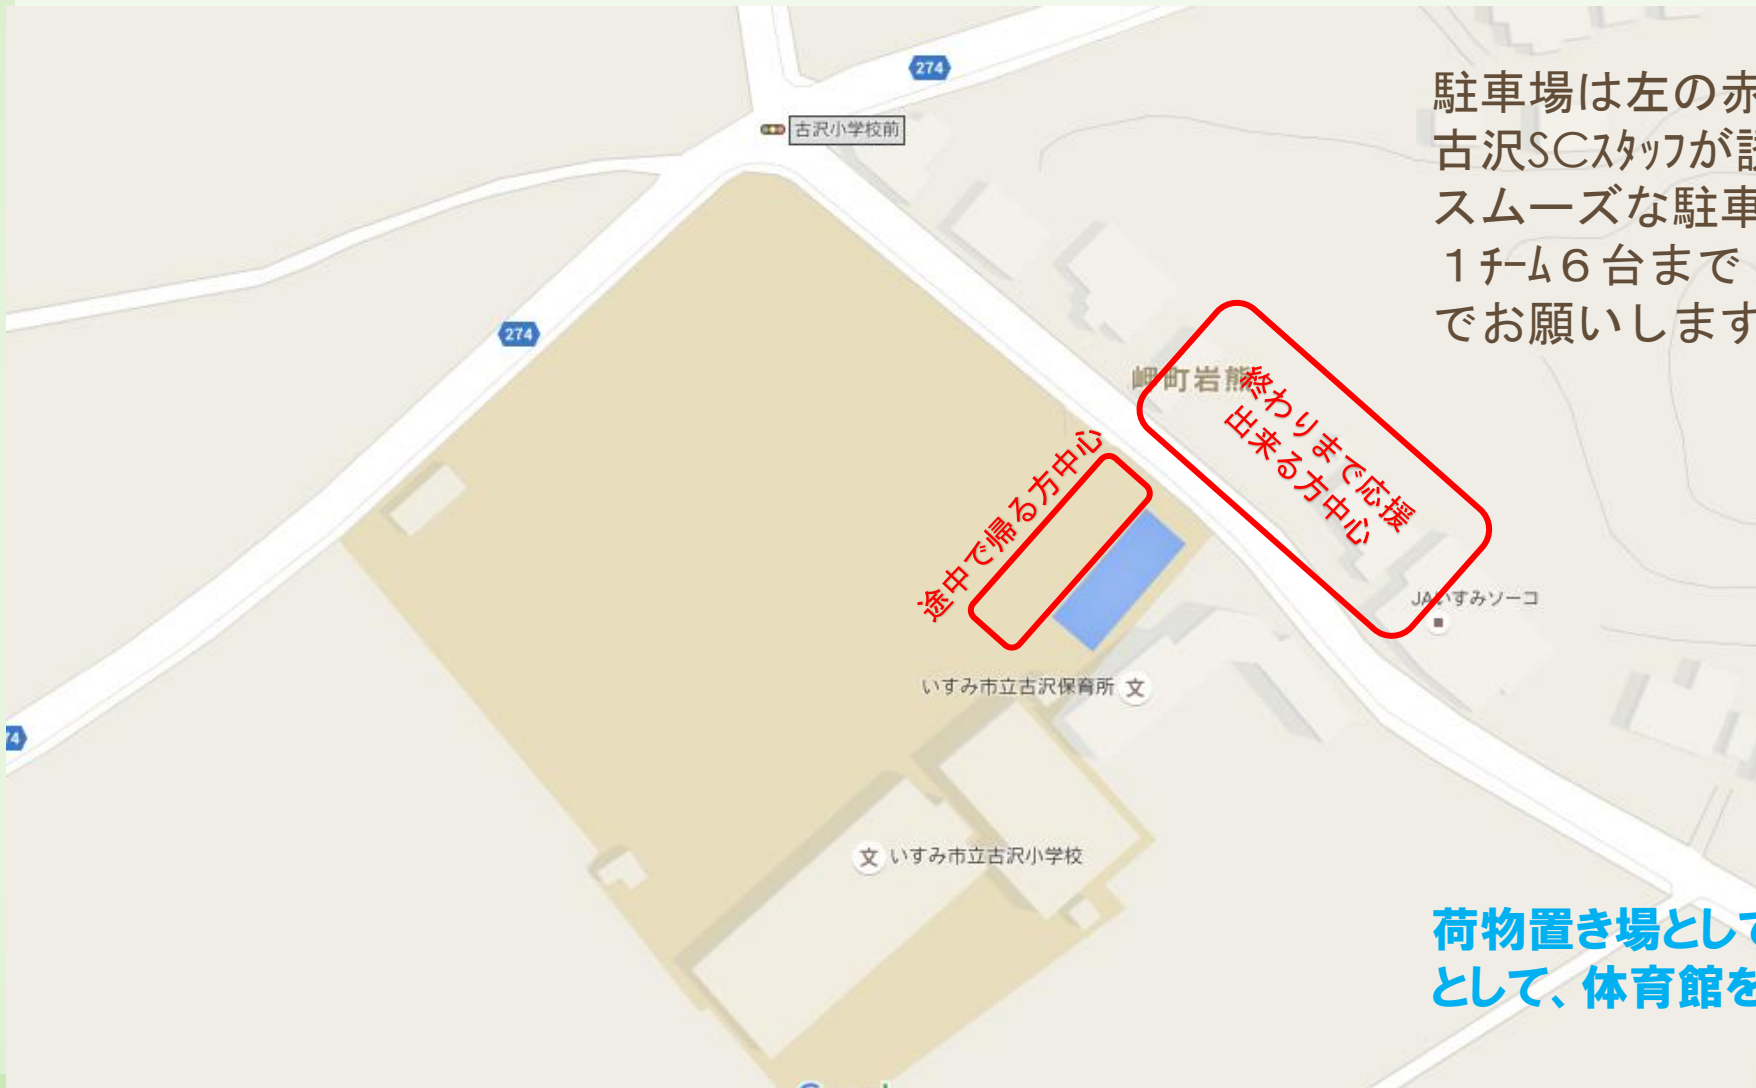 274
古沢小学校前
駐車場は左の赤
古沢SCｽﾀｯﾌが
スムーズな駐車
１ﾁｰﾑ６台まで
でお願いします
274
岬町岩熊
終わりまで応援
出来る方中心
途中で帰る方中心
JAいすみソーコ
いすみ市立古沢保育所
文
74
文
いすみ市立古沢小学校
荷物置き場として
として、体育館を